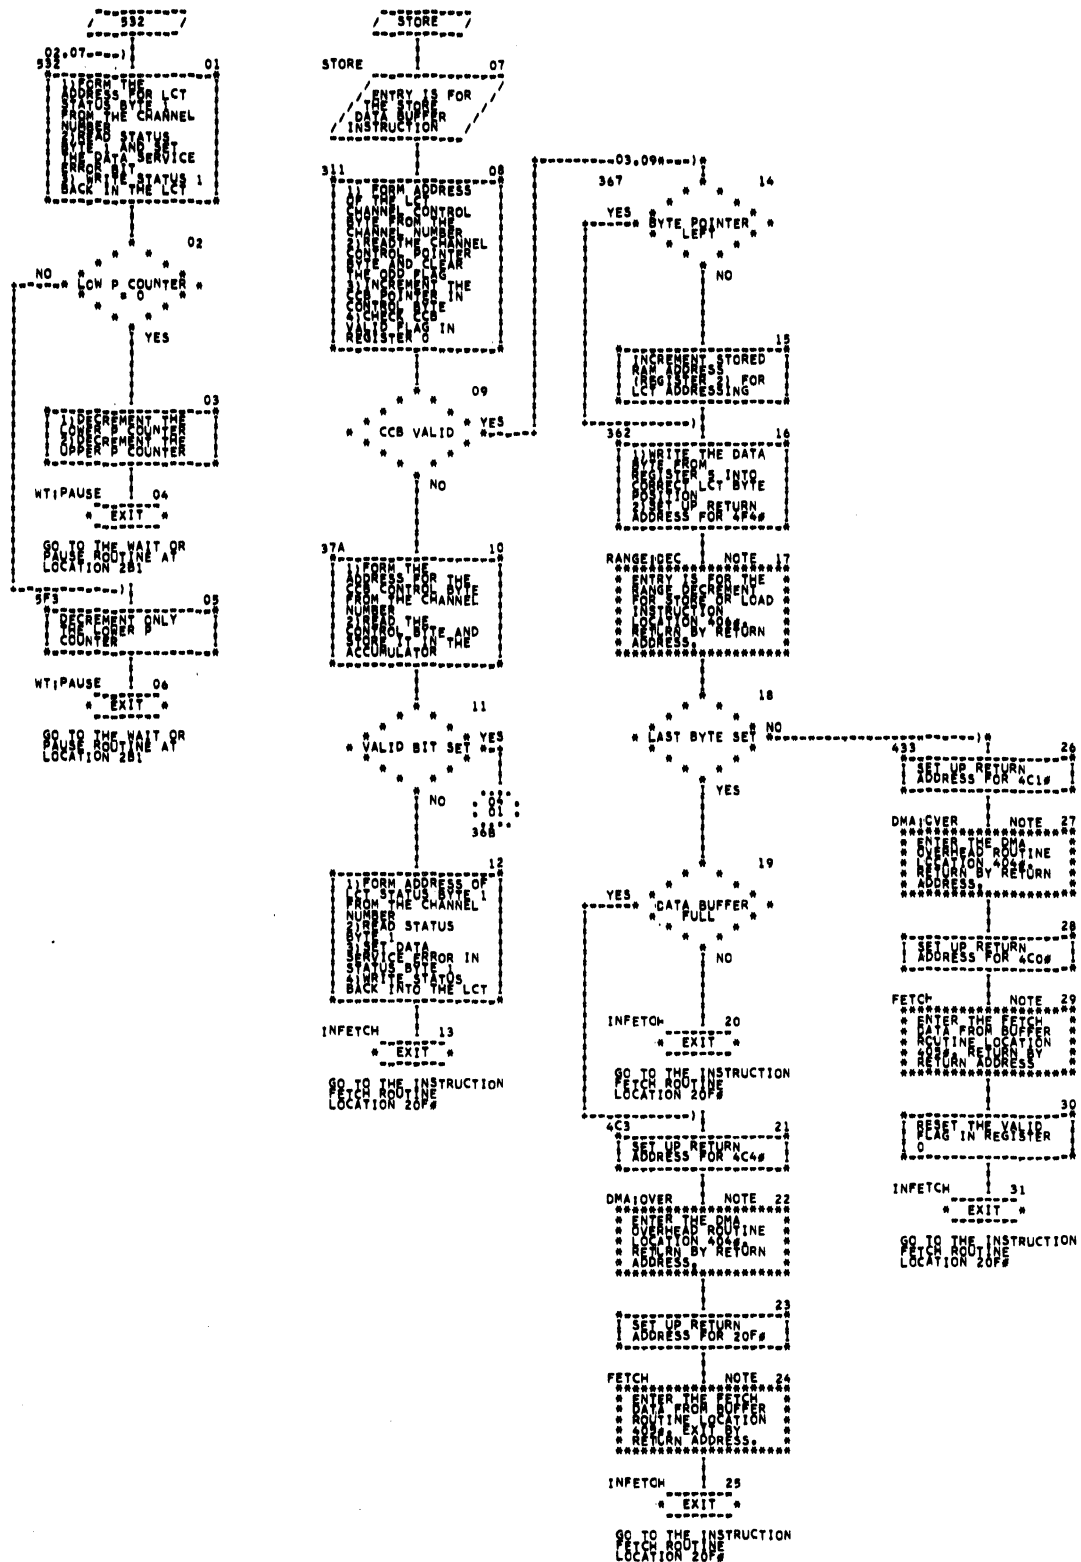 532
02.07
532 01
1)FORM THE
ADDRESS FOR LCT
STATUS BYTE 1
FROM THE CHANNEL
NUMBER
2)READ STATUS
BYTE 1 AND SET
THE DATA SERVICE
ERROR BIT
3) WRITE STATUS 1
BACK IN THE LCT
02
NO
LOW P COUNTER
= 0
YES
03
1)DECREMENT THE
LOWER P COUNTER
2)DECREMENT THE
UPPER P COUNTER
WT;PAUSE 04
EXIT
GO TO THE WAIT OR
PAUSE ROUTINE AT
LOCATION 2B1
5F3 05
DECREMENT ONLY
THE LOWER P
COUNTER
WT;PAUSE 06
EXIT
GO TO THE WAIT OR
PAUSE ROUTINE AT
LOCATION 2B1
STORE
STORE 07
ENTRY IS FOR
THE STORE
DATA BUFFER
INSTRUCTION
311 08
1) FORM ADDRESS
OF THE LCT
CHANNEL CONTROL
BYTE FROM THE
CHANNEL NUMBER
2)READTHE CHANNEL
CONTROL POINTER
BYTE AND CLEAR
THE ODD FLAG
3)INCREMENT THE
CCB POINTER IN
CONTROL BYTE
4)CHECK CCB
VALID FLAG IN
REGISTER 0
09
CCB VALID
YES
NO
37A 10
1)FORM THE
ADDRESS FOR THE
CCB CONTROL BYTE
FROM THE CHANNEL
NUMBER
2)READ THE
CONTROL BYTE AND
STORE IT IN THE
ACCUMULATOR
11
VALID BIT SET
YES
NO
04
01
36B
12
1)FORM ADDRESS OF
LCT STATUS BYTE 1
FROM THE CHANNEL
NUMBER
2)READ STATUS
BYTE 1
3)SET DATA
SERVICE ERROR IN
STATUS BYTE 1
4)WRITE STATUS
BACK INTO THE LCT
INFETCH 13
EXIT
GO TO THE INSTRUCTION
FETCH ROUTINE
LOCATION 20F#
03.09#
367 14
YES
BYTE POINTER
LEFT
NO
15
INCREMENT STORED
RAM ADDRESS
(REGISTER 2) FOR
LCT ADDRESSING
362 16
1)WRITE THE DATA
BYTE FROM
REGISTER 5 INTO
CORRECT LCT BYTE
POSITION
2)SET UP RETURN
ADDRESS FOR 4F4#
RANGE;DEC NOTE 17
ENTRY IS FOR THE
RANGE DECREMENT
FOR STORE OR LOAD
INSTRUCTION
LOCATION 406#.
RETURN BY RETURN
ADDRESS.
18
LAST BYTE SET
NO
YES
19
YES
DATA BUFFER
FULL
NO
INFETCH 20
EXIT
GO TO THE INSTRUCTION
FETCH ROUTINE
LOCATION 20F#
4C3 21
SET UP RETURN
ADDRESS FOR 4C4#
DMA;OVER NOTE 22
ENTER THE DMA
OVERHEAD ROUTINE
LOCATION 404#.
RETURN BY RETURN
ADDRESS.
23
SET UP RETURN
ADDRESS FOR 20F#
FETCH NOTE 24
ENTER THE FETCH
DATA FROM BUFFER
ROUTINE LOCATION
405#. EXIT BY
RETURN ADDRESS.
INFETCH 25
EXIT
GO TO THE INSTRUCTION
FETCH ROUTINE
LOCATION 20F#
433 26
SET UP RETURN
ADDRESS FOR 4C1#
DMA;OVER NOTE 27
ENTER THE DMA
OVERHEAD ROUTINE
LOCATION 404#.
RETURN BY RETURN
ADDRESS.
28
SET UP RETURN
ADDRESS FOR 4C0#
FETCH NOTE 29
ENTER THE FETCH
DATA FROM BUFFER
ROUTINE LOCATION
405#. RETURN BY
RETURN ADDRESS
30
RESET THE VALID
FLAG IN REGISTER
0
INFETCH 31
EXIT
GO TO THE INSTRUCTION
FETCH ROUTINE
LOCATION 20F#